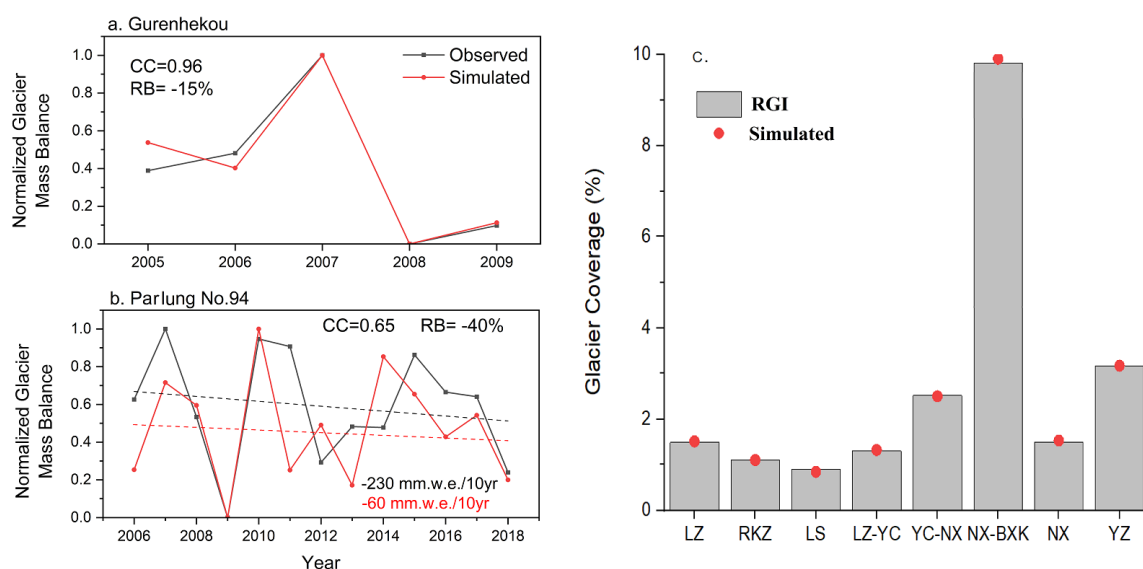 a. Gurenhekou
Normalized Glacier
Mass Balance
1.0
0.8
0.6
0.4
0.2
0.0
CC=0.96
RB= -15%
Observed
Simulated
2005 2006 2007 2008 2009
b. Parlung No.94
Normalized Glacier
Mass Balance
1.0
0.8
0.6
0.4
0.2
0.0
CC=0.65 RB= -40%
-230 mm.w.e./10yr
-60 mm.w.e./10yr
2006 2008 2010 2012 2014 2016 2018
Year
c.
Glacier Coverage (%)
10
8
6
4
2
0
RGI
Simulated
LZ RKZ LS LZ-YC YC-NX NX-BXK NX YZ